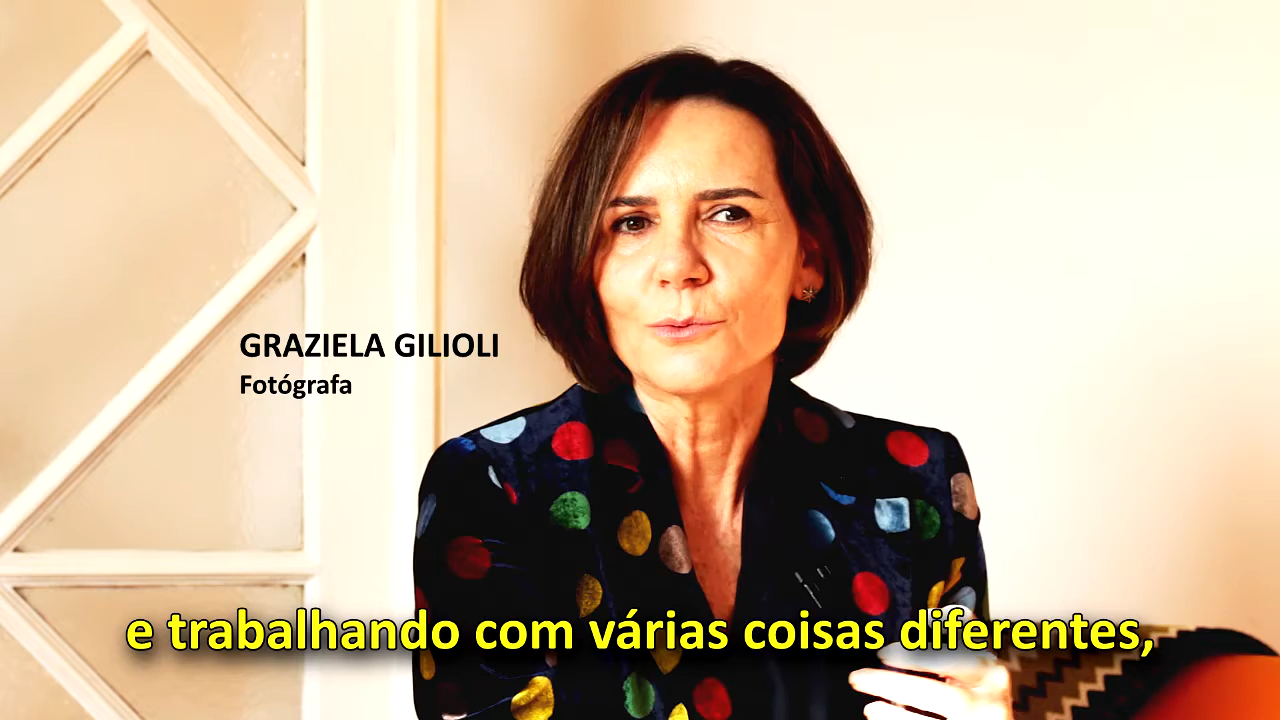 GRAZIELA GILIOLI
Fotógrafa
e trabalhando com várias coisas diferentes,